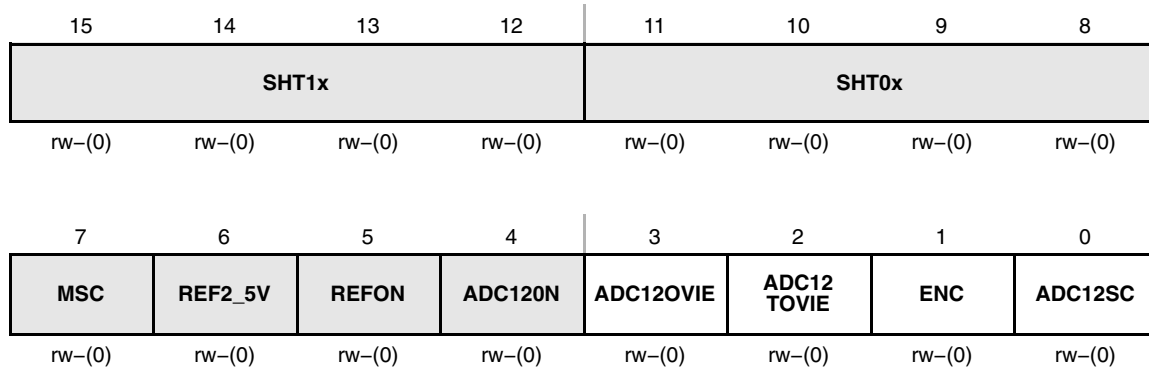 15 14 13 12 11 10 9 8
SHT1x SHT0x
rw−(0) rw−(0) rw−(0) rw−(0) rw−(0) rw−(0) rw−(0) rw−(0)
7 6 5 4 3 2 1 0
MSC REF2_5V REFON ADC120N ADC12OVIE ADC12 TOVIE ENC ADC12SC
rw−(0) rw−(0) rw−(0) rw−(0) rw−(0) rw−(0) rw−(0) rw−(0)